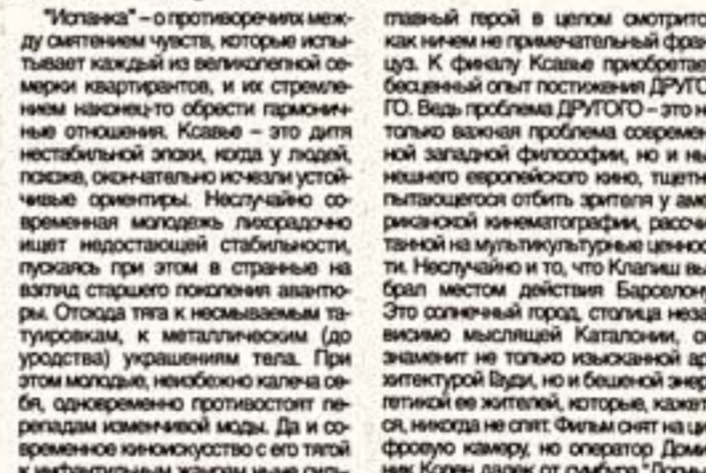 "Испанка" – о противоречиях меж-
ду смятением чувств, которые испы-
тывает каждый из великолепной се-
мерки квартирантов, и их стремле-
нием наконец-то обрести гармонич-
ные отношения. Ксавье – это дитя
нестабильной эпохи, когда у людей,
похоже, окончательно исчезли устой-
чивые ориентиры. Неслучайно со-
временная молодежь лихорадочно
ищет недостающей стабильности,
пускаясь при этом в странные на
взгляд старшего поколения авантю-
ры. Отсюда тяга к несмываемым та-
туировкам, к металлическим (до
уродства) украшениям тела. При
этом молодые, неизбежно калеча се-
бя, одновременно противостоят пе-
репадам изменчивой моды. Да и со-
временное киноискусство с его тягой
к инфантильным жанрам ныне
главный герой в целом смотритс
как ничем не примечательный фран
цуз. К финалу Ксавье приобретае
бесценный опыт постижения ДРУГО
ГО. Ведь проблема ДРУГОГО – это н
только важная проблема современ
ной западной философии, но и ны
нешнего европейского кино, тщетн
пытающегося отбить зрителя у аме
риканской кинематографии, рассчи
танной на мультикультурные ценнос
ти. Неслучайно и то, что Клапиш вы
брал местом действия Барселону
Это солнечный город, столица неза
висимо мыслящей Каталонии, о
знаменит не только изысканной ар
хитектурой Гауди, но и бешеной энер
гетикой ее жителей, которые, кажет
ся, никогда не спят. Фильм снят на ци
фровую камеру, но оператор Доми
ник Колен далек от